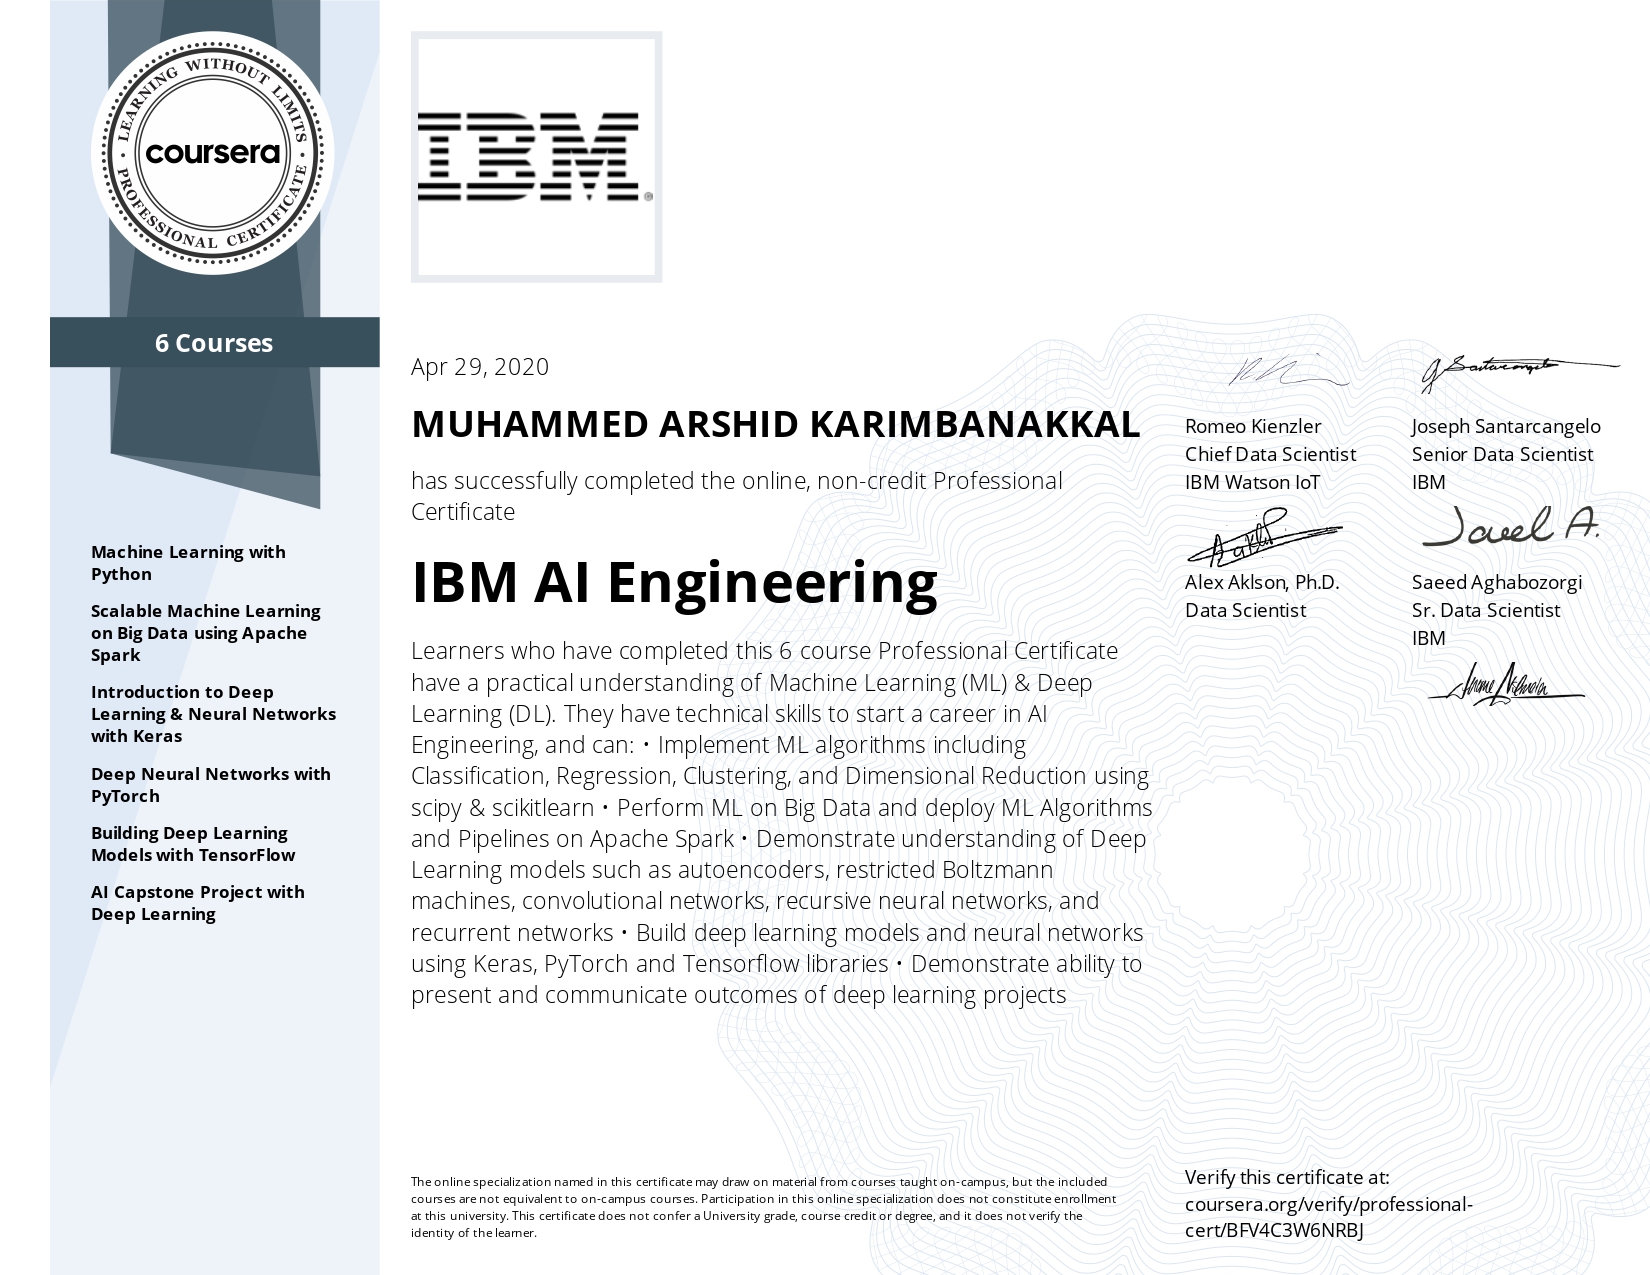 LEARNING WITHOUT LIMITS
coursera
PROFESSIONAL CERTIFICATE
6 Courses
Machine Learning with
Python
Scalable Machine Learning
on Big Data using Apache
Spark
Introduction to Deep
Learning & Neural Networks
with Keras
Deep Neural Networks with
PyTorch
Building Deep Learning
Models with TensorFlow
AI Capstone Project with
Deep Learning
IBM®
Apr 29, 2020
MUHAMMED ARSHID KARIMBANAKKAL
has successfully completed the online, non-credit Professional
Certificate
IBM AI Engineering
Learners who have completed this 6 course Professional Certificate
have a practical understanding of Machine Learning (ML) & Deep
Learning (DL). They have technical skills to start a career in AI
Engineering, and can: • Implement ML algorithms including
Classification, Regression, Clustering, and Dimensional Reduction using
scipy & scikitlearn • Perform ML on Big Data and deploy ML Algorithms
and Pipelines on Apache Spark • Demonstrate understanding of Deep
Learning models such as autoencoders, restricted Boltzmann
machines, convolutional networks, recursive neural networks, and
recurrent networks • Build deep learning models and neural networks
using Keras, PyTorch and Tensorflow libraries • Demonstrate ability to
present and communicate outcomes of deep learning projects
The online specialization named in this certificate may draw on material from courses taught on-campus, but the included
courses are not equivalent to on-campus courses. Participation in this online specialization does not constitute enrollment
at this university. This certificate does not confer a University grade, course credit or degree, and it does not verify the
identity of the learner.
Romeo Kienzler
Chief Data Scientist
IBM Watson IoT
J Santarcangelo
Joseph Santarcangelo
Senior Data Scientist
IBM
Alex Aklson, Ph.D.
Data Scientist
Saeed Aghabozorgi
Sr. Data Scientist
IBM
Verify this certificate at:
coursera.org/verify/professional-
cert/BFV4C3W6NRBJ